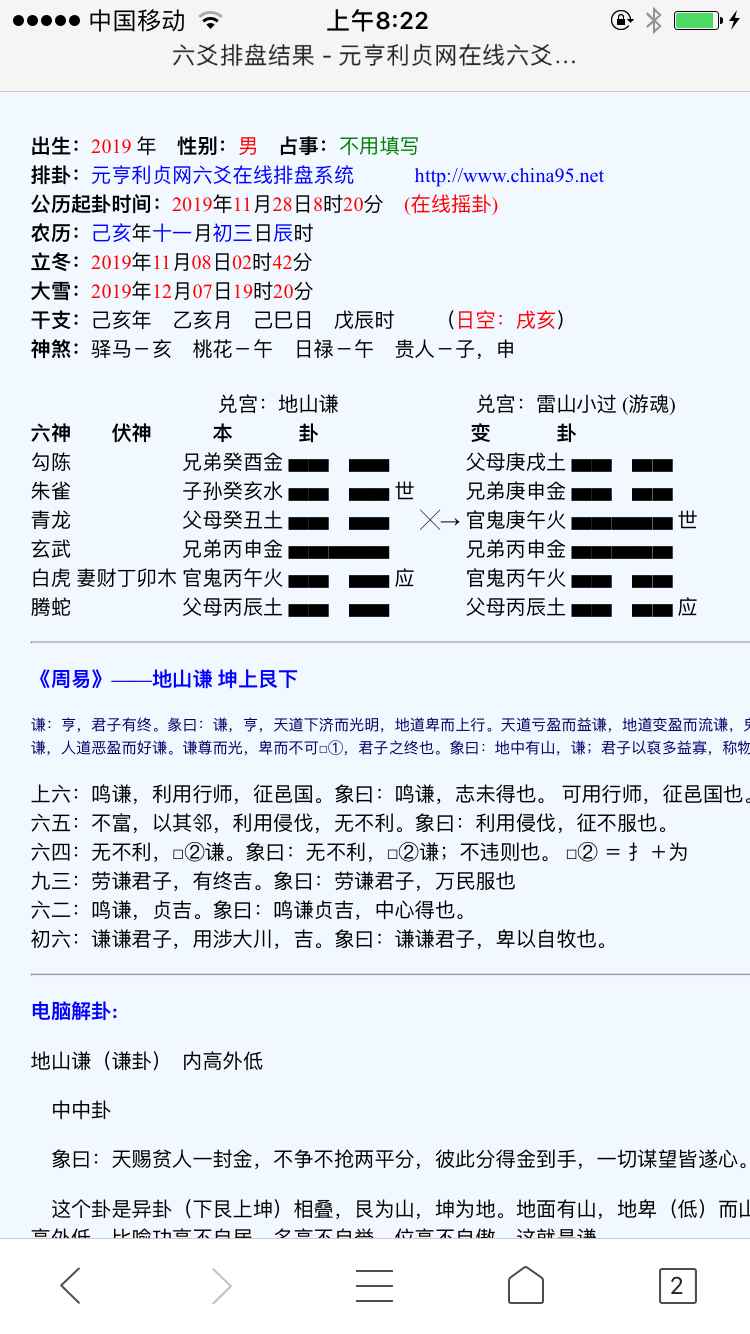 中国移动 上午8:22
六爻排盘结果 - 元亨利贞网在线六爻...
出生：2019 年 性别：男 占事：不用填写
排卦：元亨利贞网六爻在线排盘系统 http://www.china95.net
公历起卦时间：2019年11月28日8时20分 (在线摇卦)
农历：己亥年十一月初三日辰时
立冬：2019年11月08日02时42分
大雪：2019年12月07日19时20分
干支：己亥年 乙亥月 己巳日 戊辰时 （日空：戌亥）
神煞：驿马－亥 桃花－午 日禄－午 贵人－子，申
兑宫：地山谦 兑宫：雷山小过 (游魂)
六神 伏神 本 卦 变 卦
勾陈 兄弟癸酉金 父母庚戌土
朱雀 子孙癸亥水 世 兄弟庚申金
青龙 父母癸丑土 ╳→ 官鬼庚午火 世
玄武 兄弟丙申金 兄弟丙申金
白虎 妻财丁卯木 官鬼丙午火 应 官鬼丙午火
腾蛇 父母丙辰土 父母丙辰土 应
《周易》——地山谦 坤上艮下
谦：亨，君子有终。彖曰：谦，亨，天道下济而光明，地道卑而上行。天道亏盈而益谦，地道变盈而流谦，
谦，人道恶盈而好谦。谦尊而光，卑而不可□①，君子之终也。象曰：地中有山，谦；君子以裒多益寡，称物
上六：鸣谦，利用行师，征邑国。象曰：鸣谦，志未得也。 可用行师，征邑国也。
六五：不富，以其邻，利用侵伐，无不利。象曰：利用侵伐，征不服也。
六四：无不利，□②谦。象曰：无不利，□②谦；不违则也。 □② ＝扌＋为
九三：劳谦君子，有终吉。象曰：劳谦君子，万民服也
六二：鸣谦，贞吉。象曰：鸣谦贞吉，中心得也。
初六：谦谦君子，用涉大川，吉。象曰：谦谦君子，卑以自牧也。
电脑解卦:
地山谦（谦卦） 内高外低
中中卦
象曰：天赐贫人一封金，不争不抢两平分，彼此分得金到手，一切谋望皆遂心。
这个卦是异卦（下艮上坤）相叠，艮为山，坤为地。地面有山，地卑（低）而山
高外低，比喻功高不自居，名高不自誉，位高不自傲。这就是谦。
2